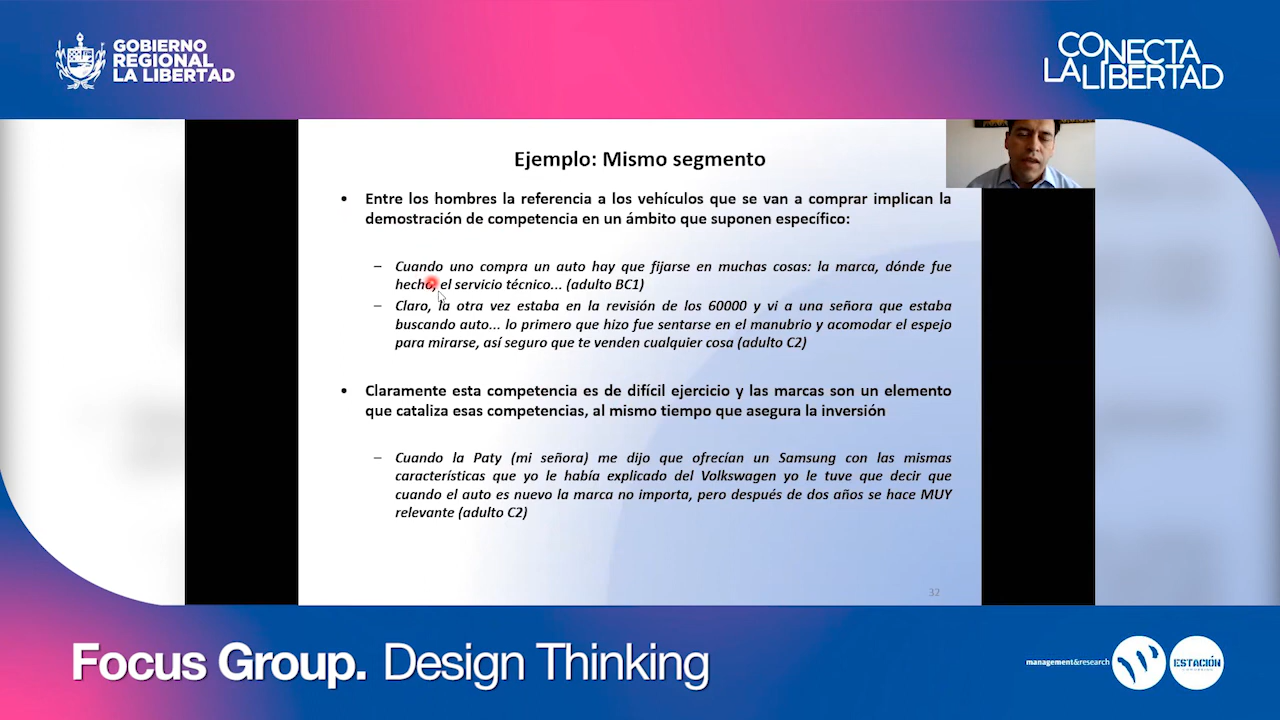 GOBIERNO
REGIONAL
LA LIBERTAD
CONECTA
LA LIBERTAD
Ejemplo: Mismo segmento
• Entre los hombres la referencia a los vehículos que se van a comprar implican la
demostración de competencia en un ámbito que suponen específico:
– Cuando uno compra un auto hay que fijarse en muchas cosas: la marca, dónde fue
hecho, el servicio técnico... (adulto BC1)
– Claro, la otra vez estaba en la revisión de los 60000 y vi a una señora que estaba
buscando auto... lo primero que hizo fue sentarse en el manubrio y acomodar el espejo
para mirarse, así seguro que te venden cualquier cosa (adulto C2)
• Claramente esta competencia es de difícil ejercicio y las marcas son un elemento
que cataliza esas competencias, al mismo tiempo que asegura la inversión
– Cuando la Paty (mi señora) me dijo que ofrecían un Samsung con las mismas
características que yo le había explicado del Volkswagen yo le tuve que decir que
cuando el auto es nuevo la marca no importa, pero después de dos años se hace MUY
relevante (adulto C2)
32
Focus Group. Design Thinking
management&research
ESTACIÓN